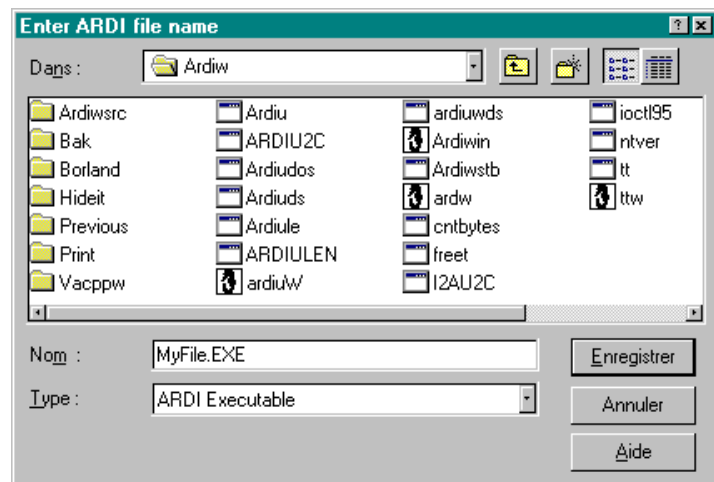 Enter ARDI file name
Dans :
Ardiw
Ardiwsrc
Bak
Borland
Hideit
Previous
Print
Vacppw
Ardiu
ARDIU2C
Ardiudos
Ardiuds
Ardiule
ARDIULEN
ardiuW
ardiuwds
Ardiwin
Ardiwstb
ardw
cntbytes
freet
I2AU2C
ioctl95
ntver
tt
ttw
Nom :
MyFile.EXE
Enregistrer
Type :
ARDI Executable
Annuler
Aide